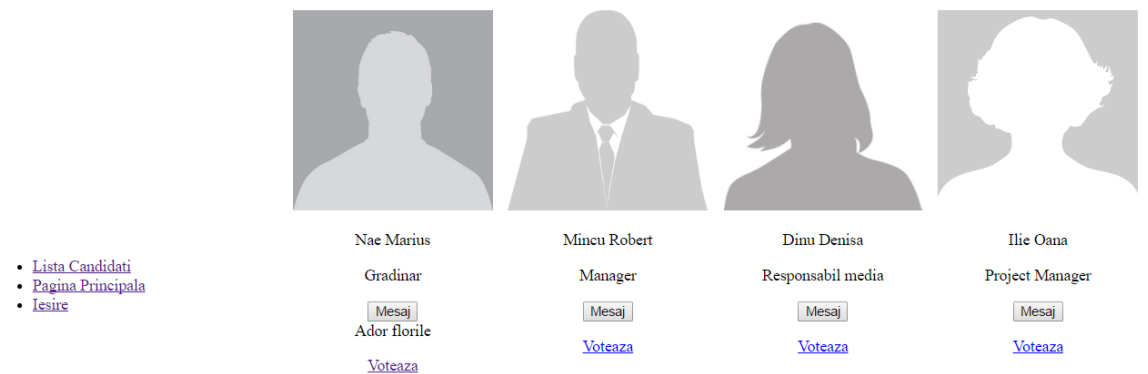 Lista Candidati
Pagina Principala
Iesire
Nae Marius
Gradinar
Mesaj
Ador florile
Voteaza
Mincu Robert
Manager
Mesaj
Voteaza
Dinu Denisa
Responsabil media
Mesaj
Voteaza
Ilie Oana
Project Manager
Mesaj
Voteaza